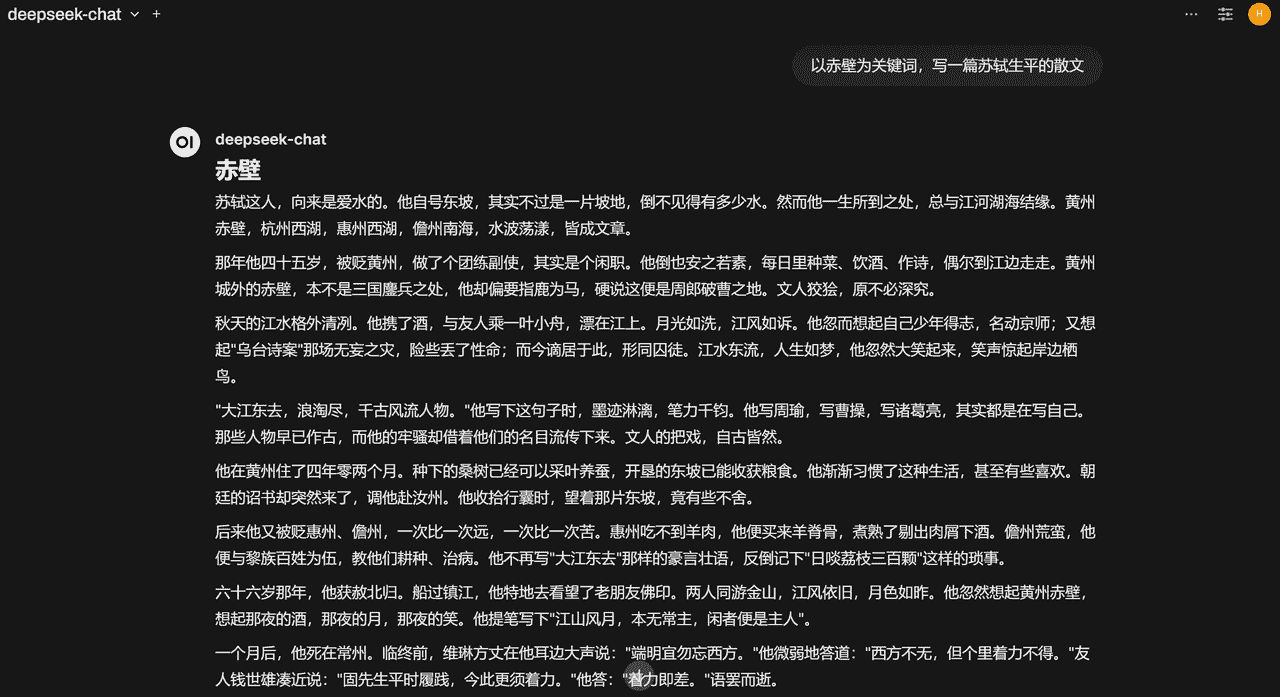 deepseek-chat
H
以赤壁为关键词，写一篇苏轼生平的散文
OI
deepseek-chat
赤壁
苏轼这人，向来是爱水的。他自号东坡，其实不过是一片坡地，倒不见得有多少水。然而他一生所到之处，总与江河湖海结缘。黄州
赤壁，杭州西湖，惠州西湖，儋州南海，水波荡漾，皆成文章。
那年他四十五岁，被贬黄州，做了个团练副使，其实是个闲职。他倒也安之若素，每日里种菜、饮酒、作诗，偶尔到江边走走。黄州
城外的赤壁，本不是三国鏖兵之处，他却偏要指鹿为马，硬说这便是周郎破曹之地。文人狡狯，原不必深究。
秋天的江水格外清冽。他携了酒，与友人乘一叶小舟，漂在江上。月光如洗，江风如诉。他忽而想起自己少年得志，名动京师；又想
起"乌台诗案"那场无妄之灾，险些丢了性命；而今谪居于此，形同囚徒。江水东流，人生如梦，他忽然大笑起来，笑声惊起岸边栖
鸟。
"大江东去，浪淘尽，千古风流人物。"他写下这句子时，墨迹淋漓，笔力千钧。他写周瑜，写曹操，写诸葛亮，其实都是在写自己。
那些人物早已作古，而他的牢骚却借着他们的名目流传下来。文人的把戏，自古皆然。
他在黄州住了四年零两个月。种下的桑树已经可以采叶养蚕，开垦的东坡已能收获粮食。他渐渐习惯了这种生活，甚至有些喜欢。朝
廷的诏书却突然来了，调他赴汝州。他收拾行囊时，望着那片东坡，竟有些不舍。
后来他又被贬惠州、儋州，一次比一次远，一次比一次苦。惠州吃不到羊肉，他便买来羊脊骨，煮熟了剔出肉屑下酒。儋州荒蛮，他
便与黎族百姓为伍，教他们耕种、治病。他不再写"大江东去"那样的豪言壮语，反倒记下"日啖荔枝三百颗"这样的琐事。
六十六岁那年，他获赦北归。船过镇江，他特地去看望了老朋友佛印。两人同游金山，江风依旧，月色如昨。他忽然想起黄州赤壁，
想起那夜的酒，那夜的月，那夜的笑。他提笔写下"江山风月，本无常主，闲者便是主人"。
一个月后，他死在常州。临终前，维琳方丈在他耳边大声说："端明宜勿忘西方。"他微弱地答道："西方不无，但个里着力不得。"友
人钱世雄凑近说："固先生平时履践，今此更须着力。"他答："着力即差。"语罢而逝。